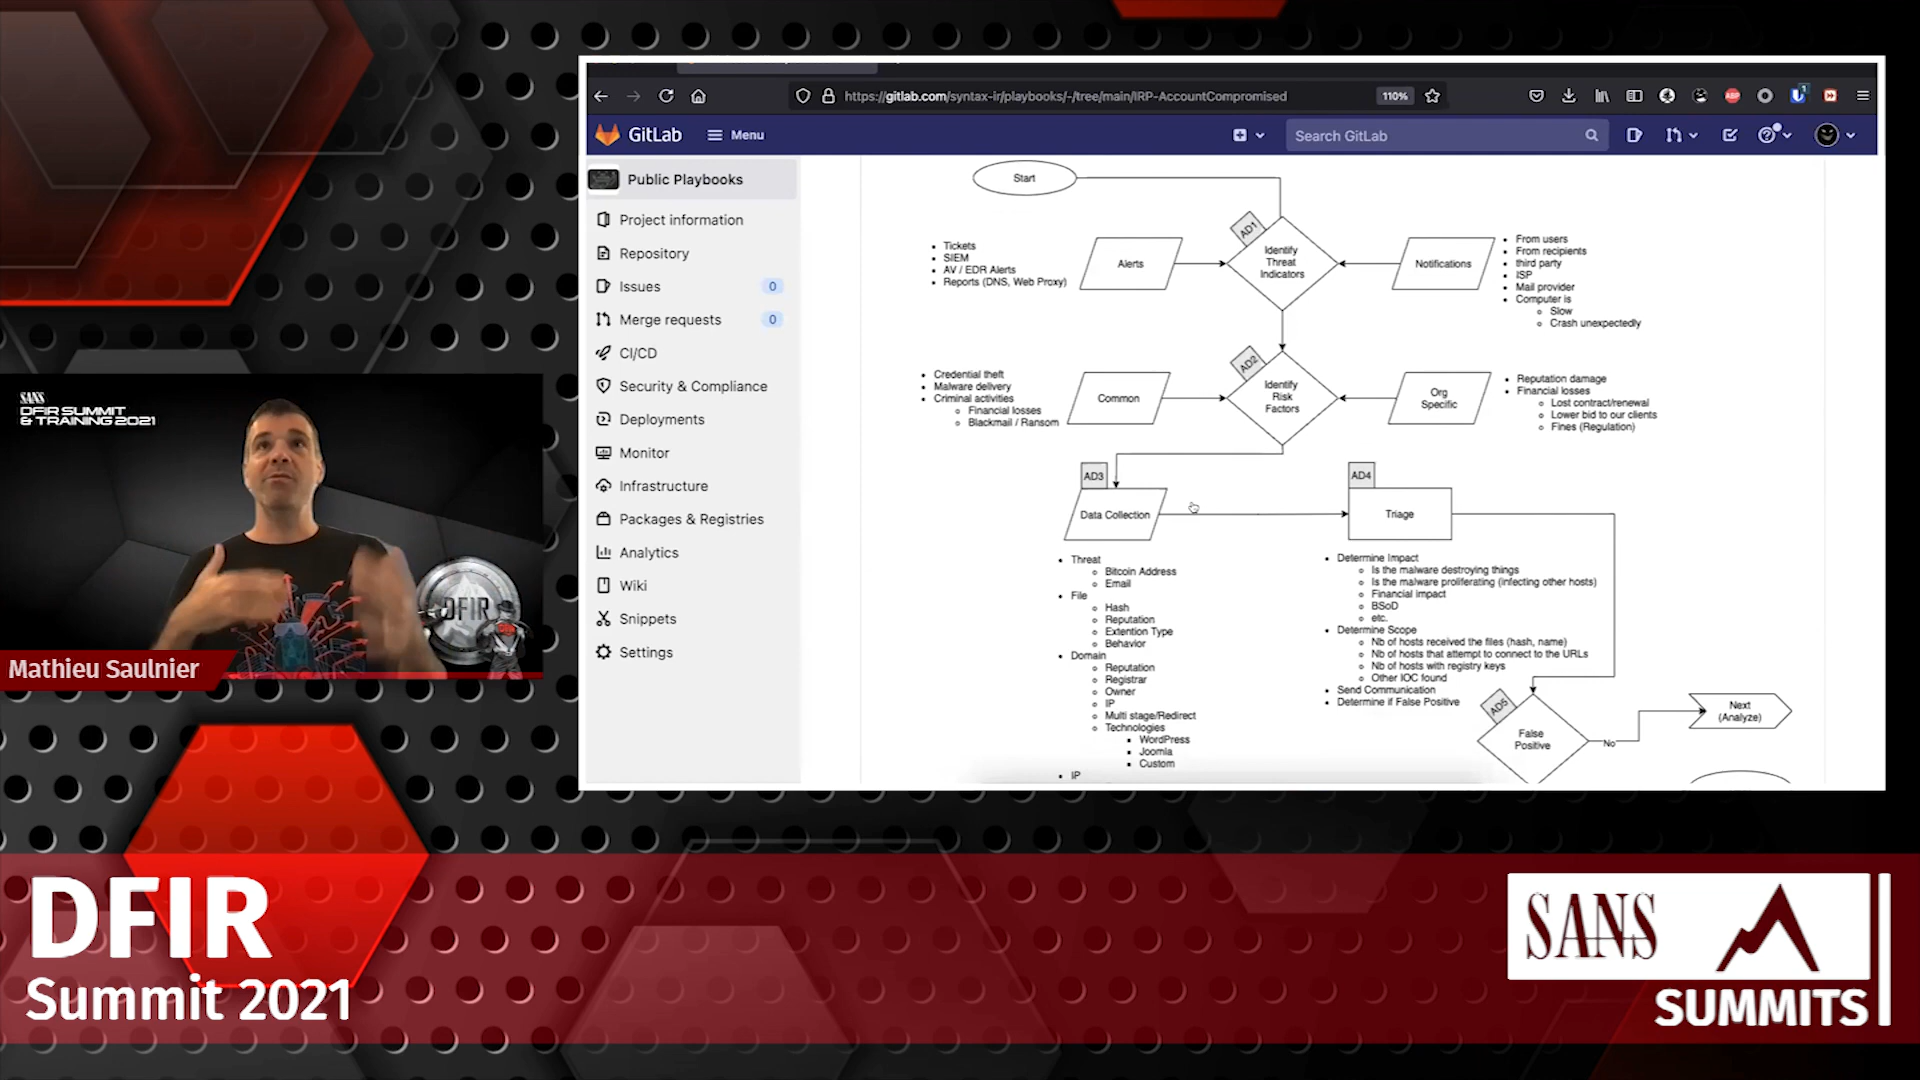 https://gitlab.com/syntax-ir/playbooks/-/tree/main/IRP-AccountCompromised
110%
GitLab
Menu
Search GitLab
Public Playbooks
Project information
Repository
Issues 0
Merge requests 0
CI/CD
Security & Compliance
Deployments
Monitor
Infrastructure
Packages & Registries
Analytics
Wiki
Snippets
Settings
Start
AD1
Identify
Threat
Indicators
Alerts
Tickets
SIEM
AV / EDR Alerts
Reports (DNS, Web Proxy)
Notifications
From users
From recipients
third party
ISP
Mail provider
Computer is
Slow
Crash unexpectedly
AD2
Identify
Risk
Factors
Common
Credential theft
Malware delivery
Criminal activities
Financial losses
Blackmail / Ransom
Org
Specific
Reputation damage
Financial losses
Lost contract/renewal
Lower bid to our clients
Fines (Regulation)
AD3
Data Collection
Threat
Bitcoin Address
Email
File
Hash
Reputation
Extention Type
Behavior
Domain
Reputation
Registrar
Owner
IP
Multi stage/Redirect
Technologies
WordPress
Joomla
Custom
IP
AD4
Triage
Determine Impact
Is the malware destroying things
Is the malware proliferating (infecting other hosts)
Financial impact
BSoD
etc.
Determine Scope
Nb of hosts received the files (hash, name)
Nb of hosts that attempt to connect to the URLs
Nb of hosts with registry keys
Other IOC found
Send Communication
Determine if False Positive
AD5
False
Positive
No
Next
(Analyze)
SANS
DFIR SUMMIT
& TRAINING 2021
DFIR
Mathieu Saulnier
DFIR
Summit 2021
SANS
SUMMITS